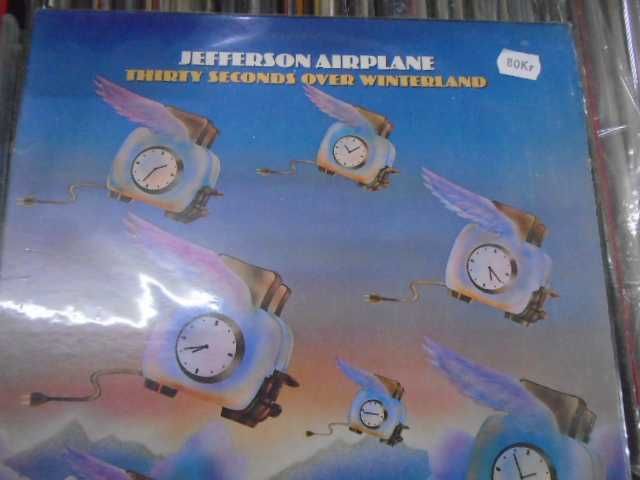 JEFFERSON AIRPLANE
THIRTY SECONDS OVER WINTERLAND
80Kr